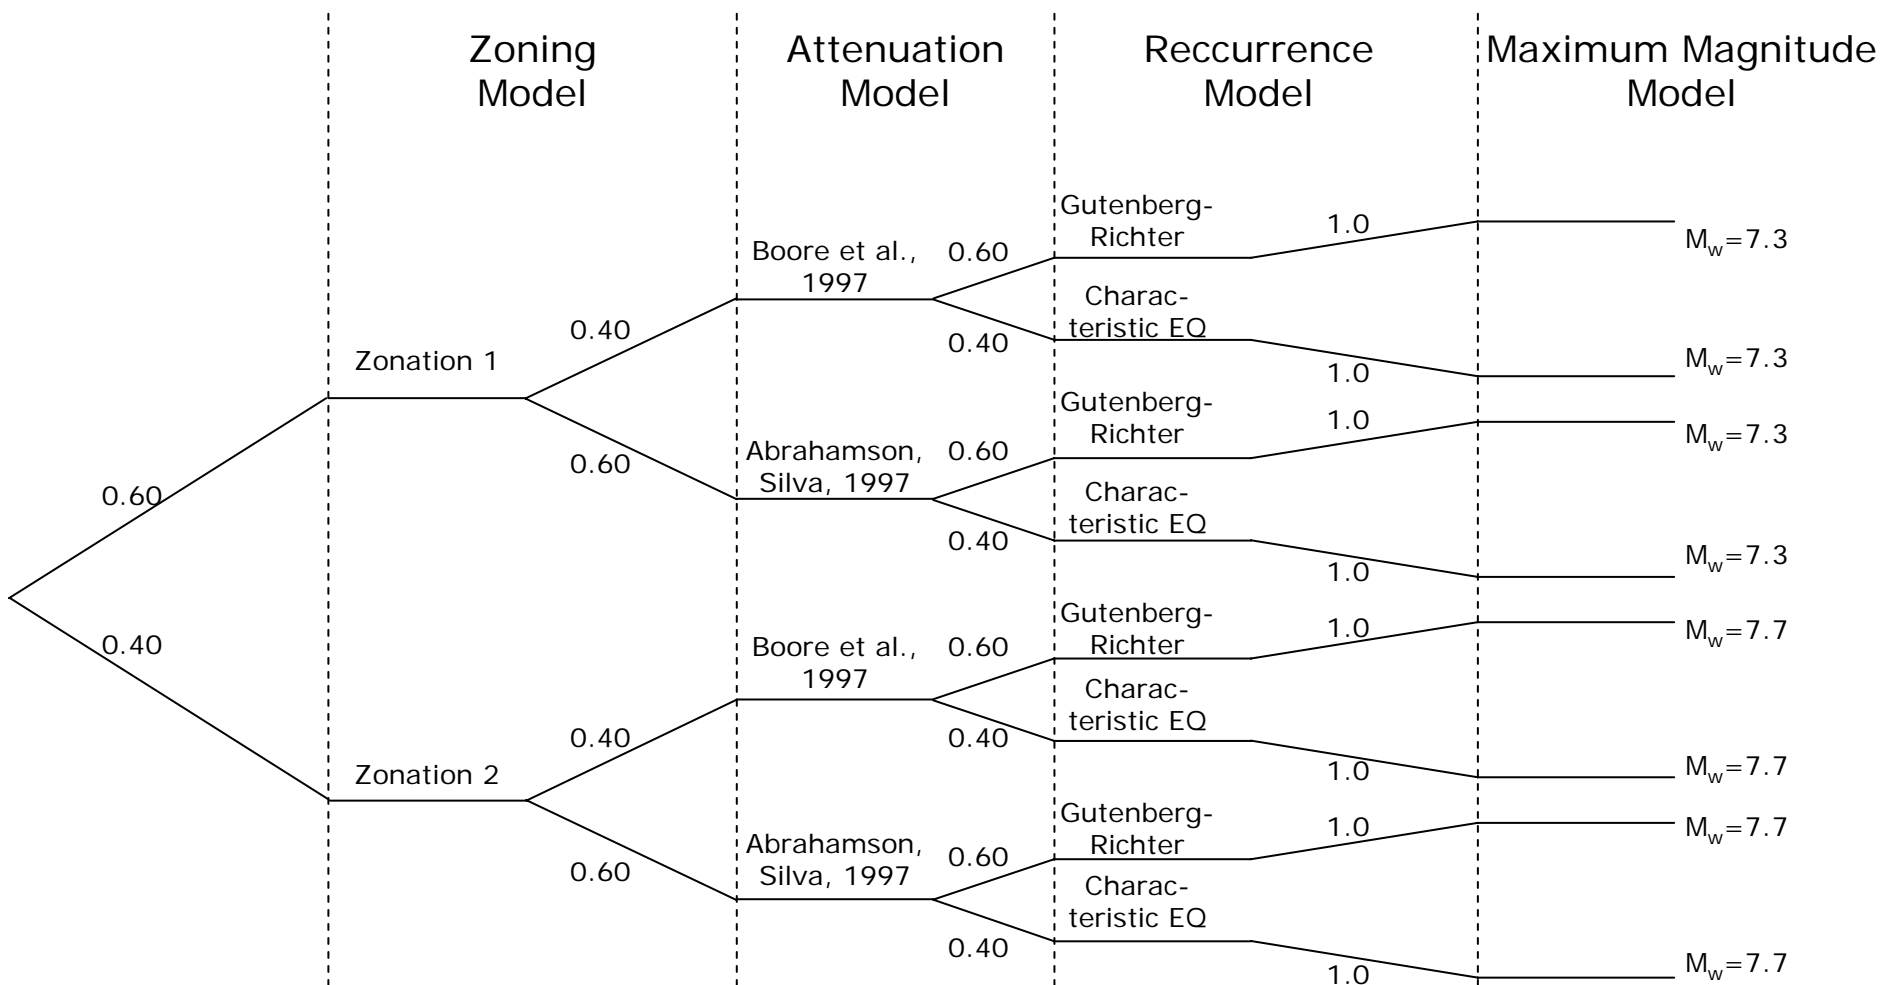 Zoning
Model
Attenuation
Model
Reccurrence
Model
Maximum Magnitude
Model
Gutenberg-
Richter
1.0
Mw=7.3
Boore et al.,
1997
0.60
Charac-
teristic EQ
0.40
1.0
Mw=7.3
0.40
Zonation 1
Gutenberg-
Richter
1.0
Mw=7.3
0.60
Abrahamson,
Silva, 1997
0.60
Charac-
teristic EQ
0.40
1.0
Mw=7.3
0.60
0.40
Gutenberg-
Richter
1.0
Mw=7.7
Boore et al.,
1997
0.60
Charac-
teristic EQ
0.40
1.0
Mw=7.7
0.40
Zonation 2
Gutenberg-
Richter
1.0
Mw=7.7
0.60
Abrahamson,
Silva, 1997
0.60
Charac-
teristic EQ
0.40
1.0
Mw=7.7